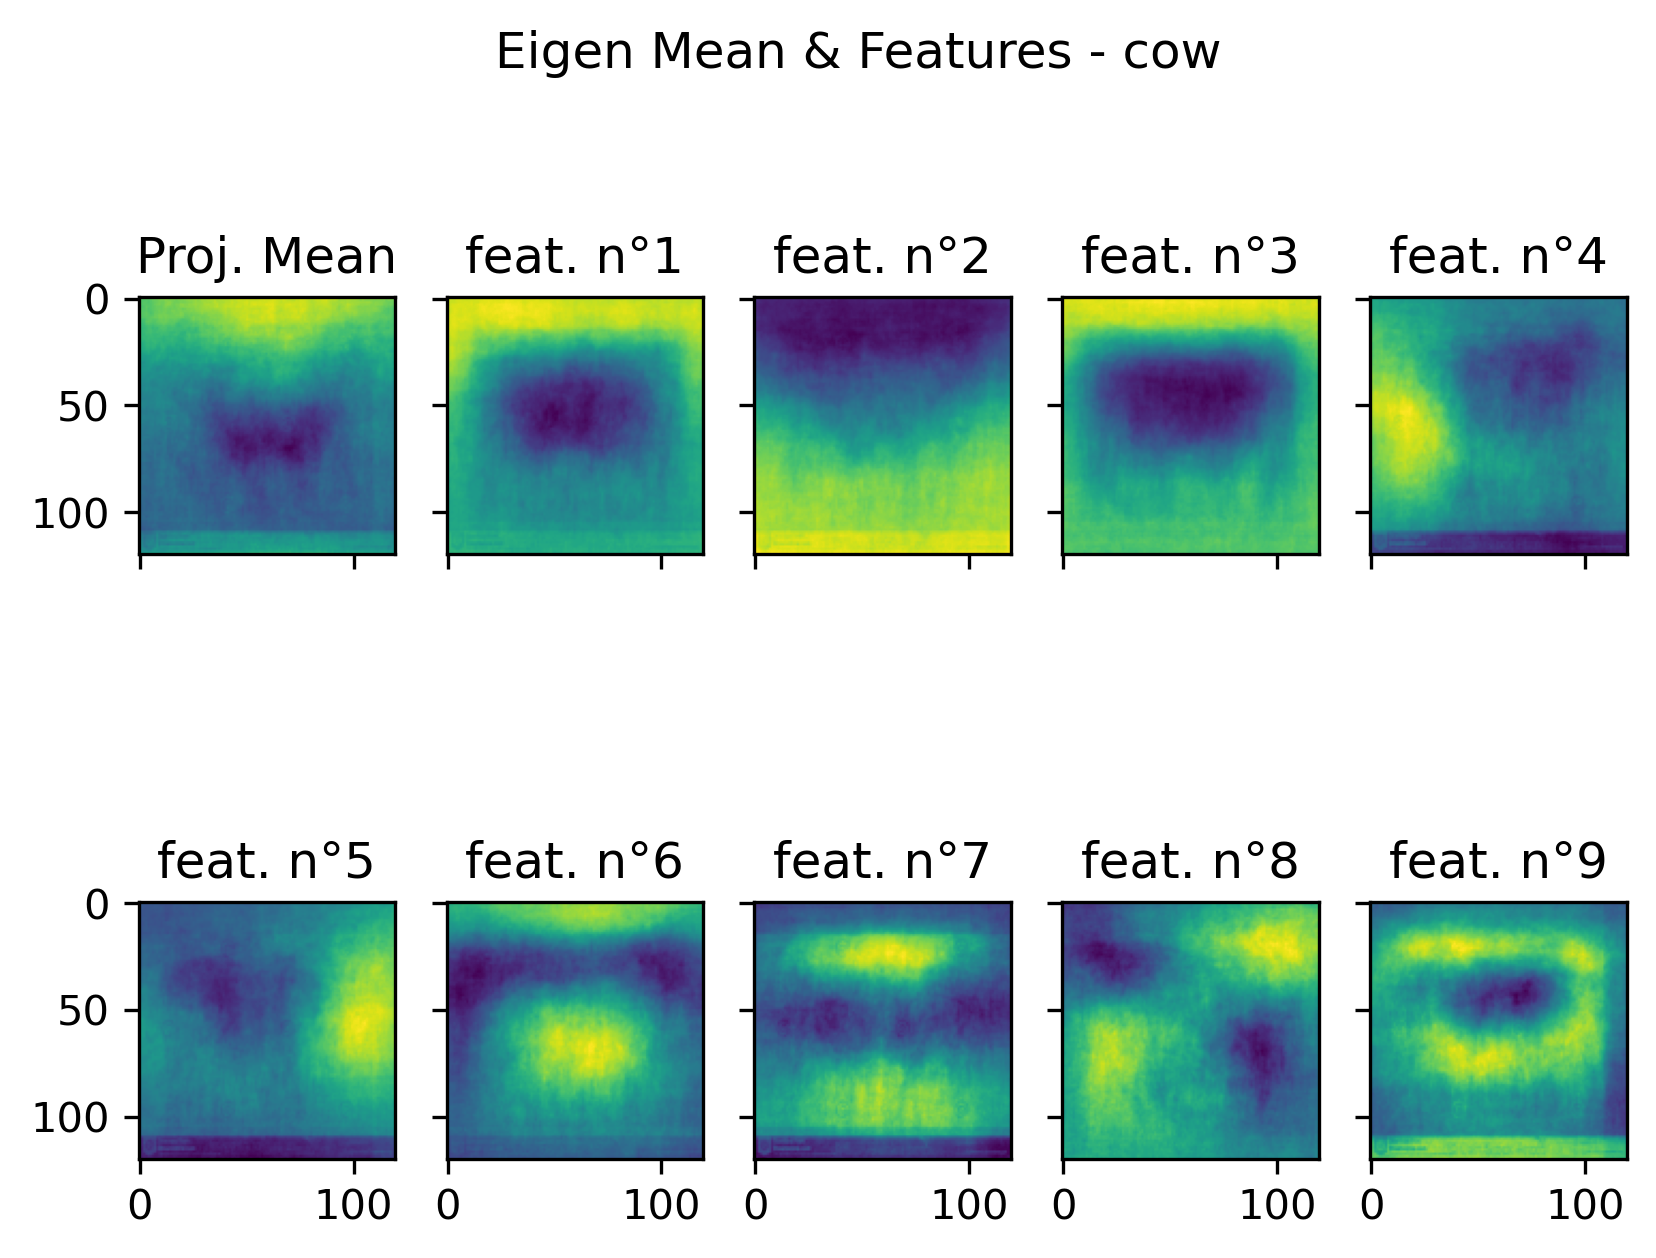 Eigen Mean & Features - cow
Proj. Mean feat. n°1 feat. n°2 feat. n°3 feat. n°4
0
50
100
feat. n°5 feat. n°6 feat. n°7 feat. n°8 feat. n°9
0
50
100
0 100 0 100 0 100 0 100 0 100